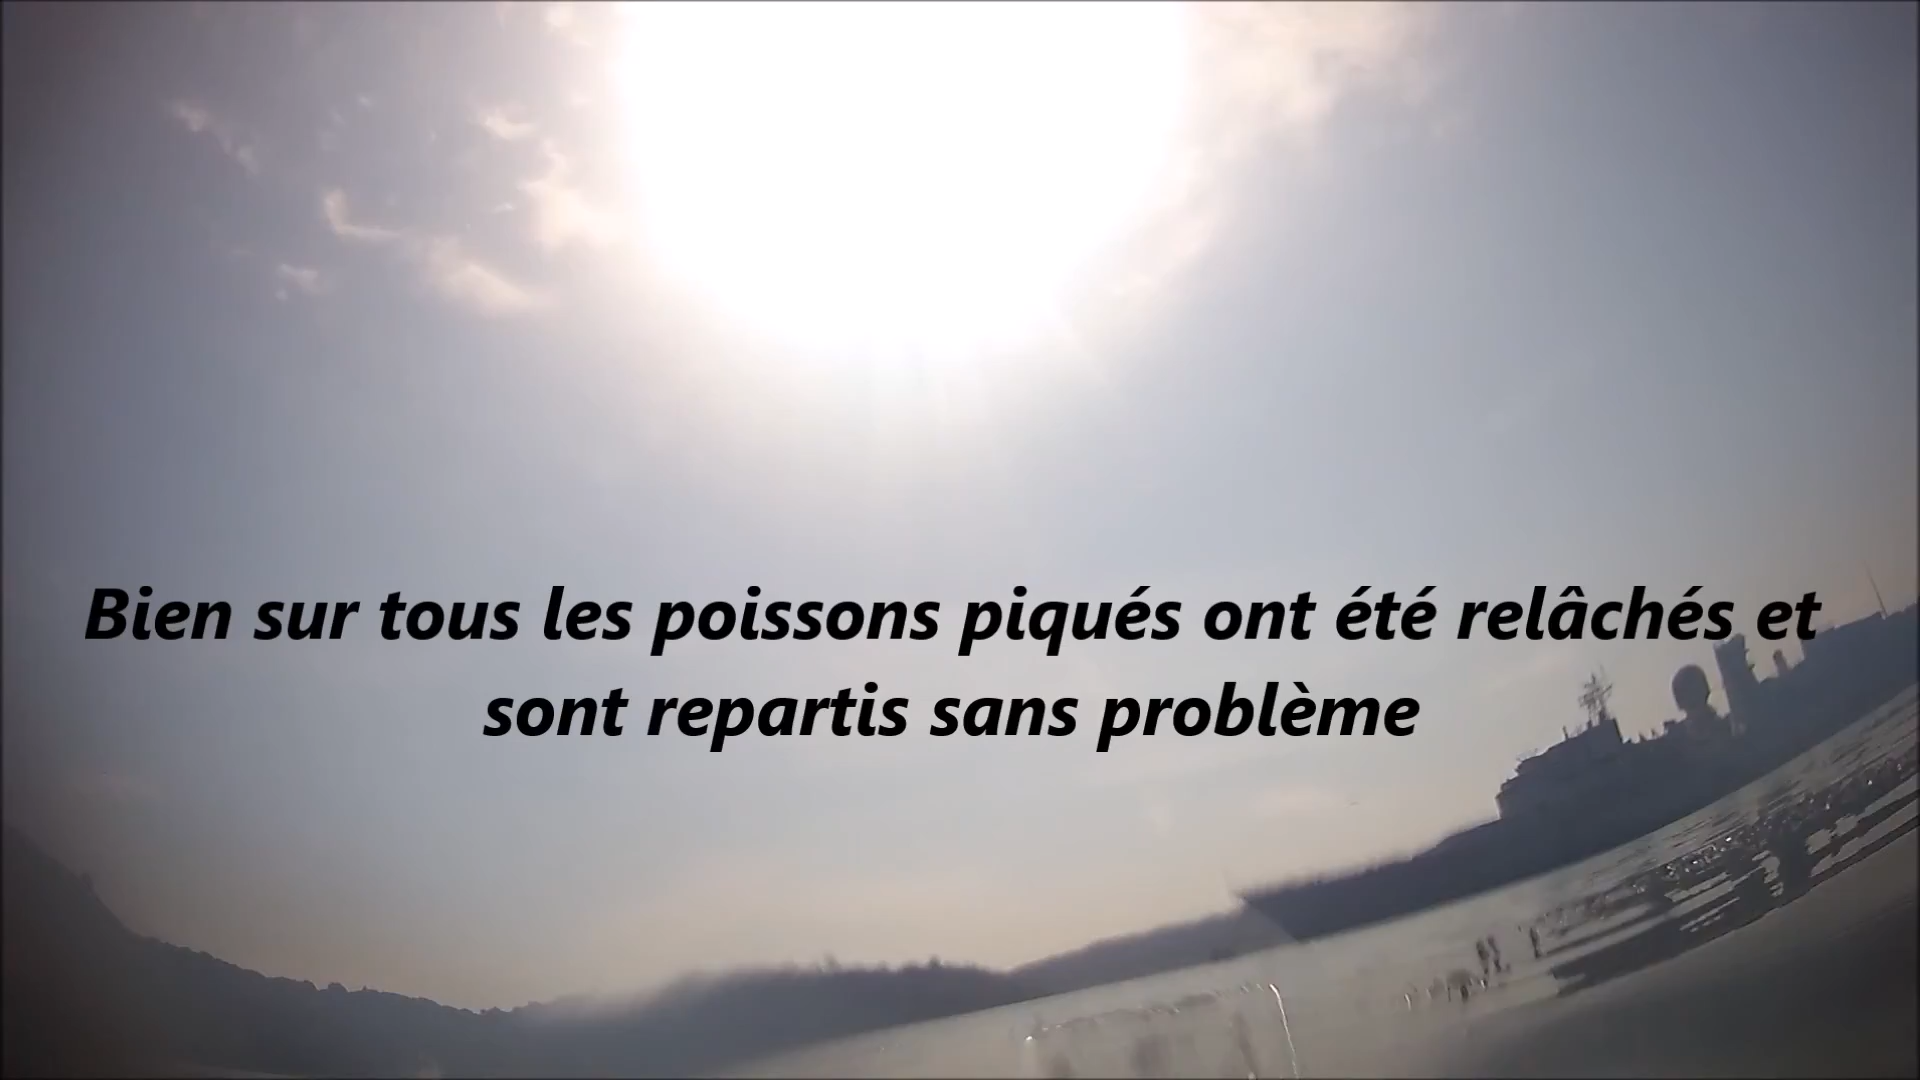 Bien sur tous les poissons piqués ont été relâchés et
sont repartis sans problème